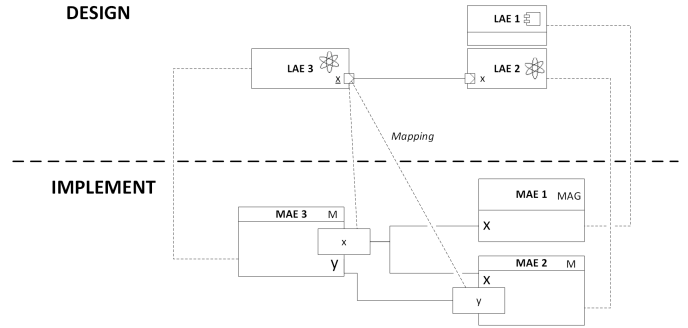 DESIGN
LAE 1
LAE 3
x
LAE 2
x
Mapping
IMPLEMENT
MAE 1 MAG
X
MAE 3 M
x
y
MAE 2 M
X
y